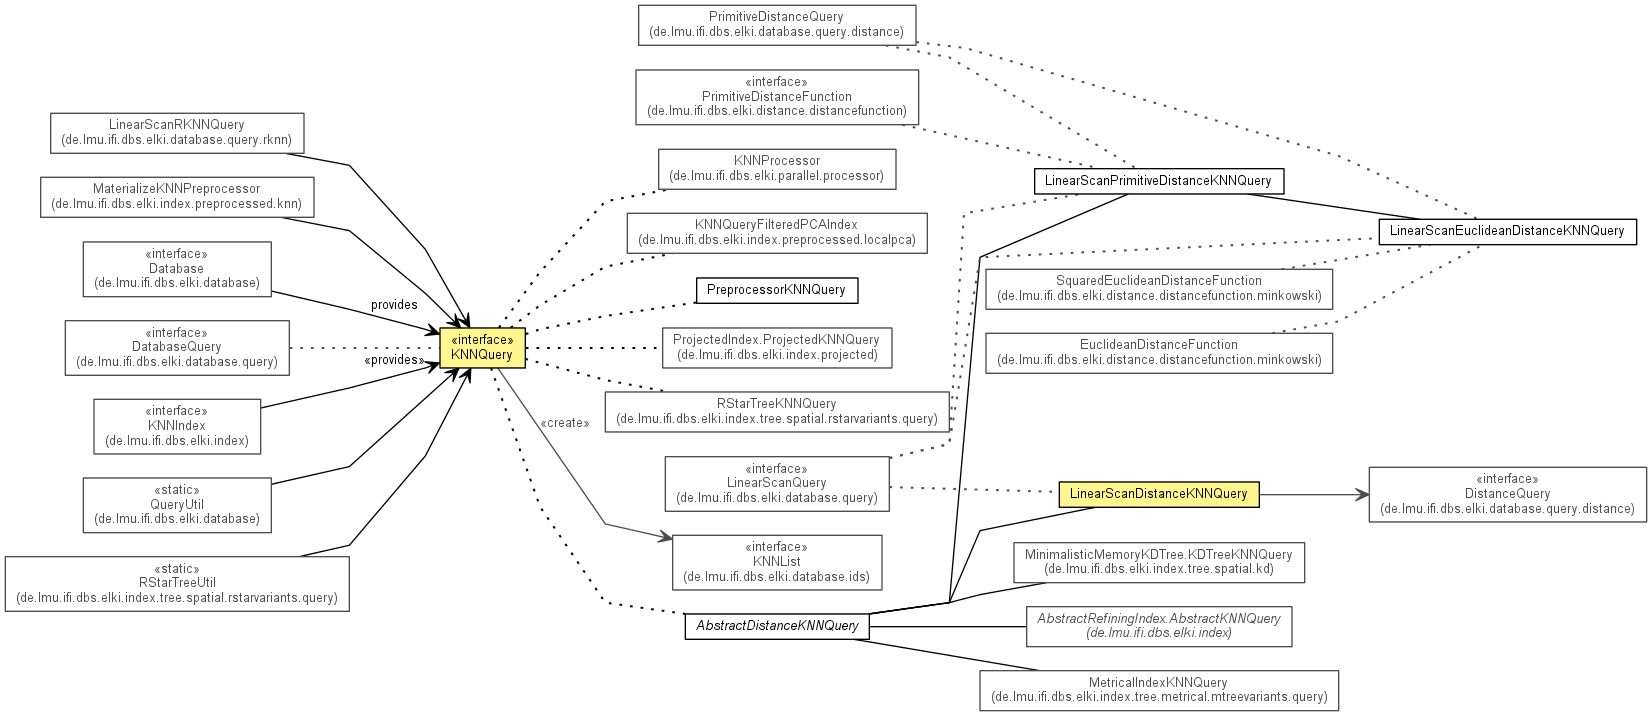 PrimitiveDistanceQuery
(de.lmu.ifi.dbs.elki.database.query.distance)
«interface»
PrimitiveDistanceFunction
(de.lmu.ifi.dbs.elki.distance.distancefunction)
LinearScanRKNNQuery
(de.lmu.ifi.dbs.elki.database.query.rknn)
KNNProcessor
(de.lmu.ifi.dbs.elki.parallel.processor)
LinearScanPrimitiveDistanceKNNQuery
MaterializeKNNPreprocessor
(de.lmu.ifi.dbs.elki.index.preprocessed.knn)
KNNQueryFilteredPCAIndex
(de.lmu.ifi.dbs.elki.index.preprocessed.localpca)
LinearScanEuclideanDistanceKNNQuery
«interface»
Database
(de.lmu.ifi.dbs.elki.database)
PreprocessorKNNQuery
SquaredEuclideanDistanceFunction
(de.lmu.ifi.dbs.elki.distance.distancefunction.minkowski)
provides
«interface»
DatabaseQuery
(de.lmu.ifi.dbs.elki.database.query)
«interface»
KNNQuery
«provides»
ProjectedIndex.ProjectedKNNQuery
(de.lmu.ifi.dbs.elki.index.projected)
EuclideanDistanceFunction
(de.lmu.ifi.dbs.elki.distance.distancefunction.minkowski)
«interface»
KNNIndex
(de.lmu.ifi.dbs.elki.index)
RStarTreeKNNQuery
(de.lmu.ifi.dbs.elki.index.tree.spatial.rstarvariants.query)
«create»
«interface»
LinearScanQuery
(de.lmu.ifi.dbs.elki.database.query)
LinearScanDistanceKNNQuery
«interface»
DistanceQuery
(de.lmu.ifi.dbs.elki.database.query.distance)
«static»
QueryUtil
(de.lmu.ifi.dbs.elki.database)
«interface»
KNNList
(de.lmu.ifi.dbs.elki.database.ids)
MinimalisticMemoryKDTree.KDTreeKNNQuery
(de.lmu.ifi.dbs.elki.index.tree.spatial.kd)
«static»
RStarTreeUtil
(de.lmu.ifi.dbs.elki.index.tree.spatial.rstarvariants.query)
AbstractDistanceKNNQuery
AbstractRefiningIndex.AbstractKNNQuery
(de.lmu.ifi.dbs.elki.index)
MetricalIndexKNNQuery
(de.lmu.ifi.dbs.elki.index.tree.metrical.mtreevariants.query)